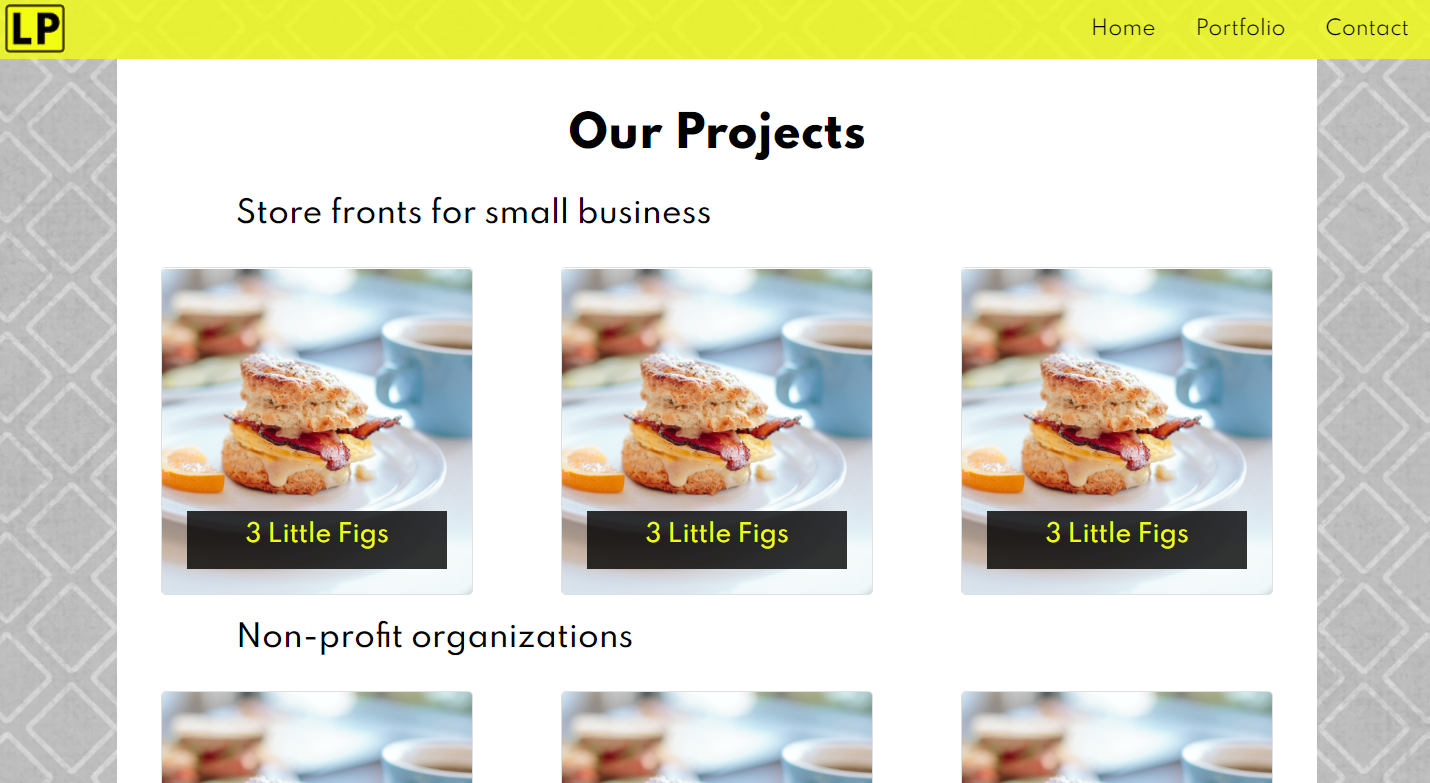 LP
Home Portfolio Contact
Our Projects
Store fronts for small business
3 Little Figs 3 Little Figs 3 Little Figs
Non-profit organizations